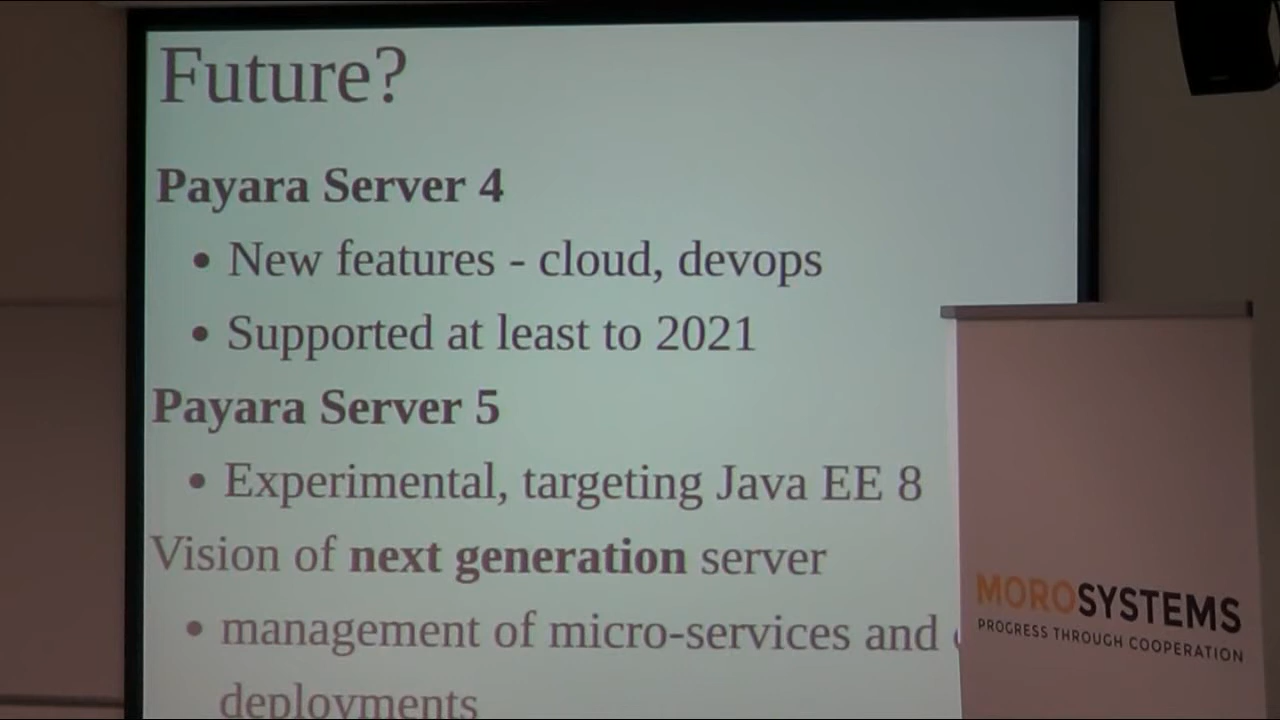 Future?
Payara Server 4
• New features - cloud, devops
• Supported at least to 2021
Payara Server 5
• Experimental, targeting Java EE 8
Vision of next generation server
• management of micro-services and
deployments
MOROSYSTEMS
PROGRESS THROUGH COOPERATION